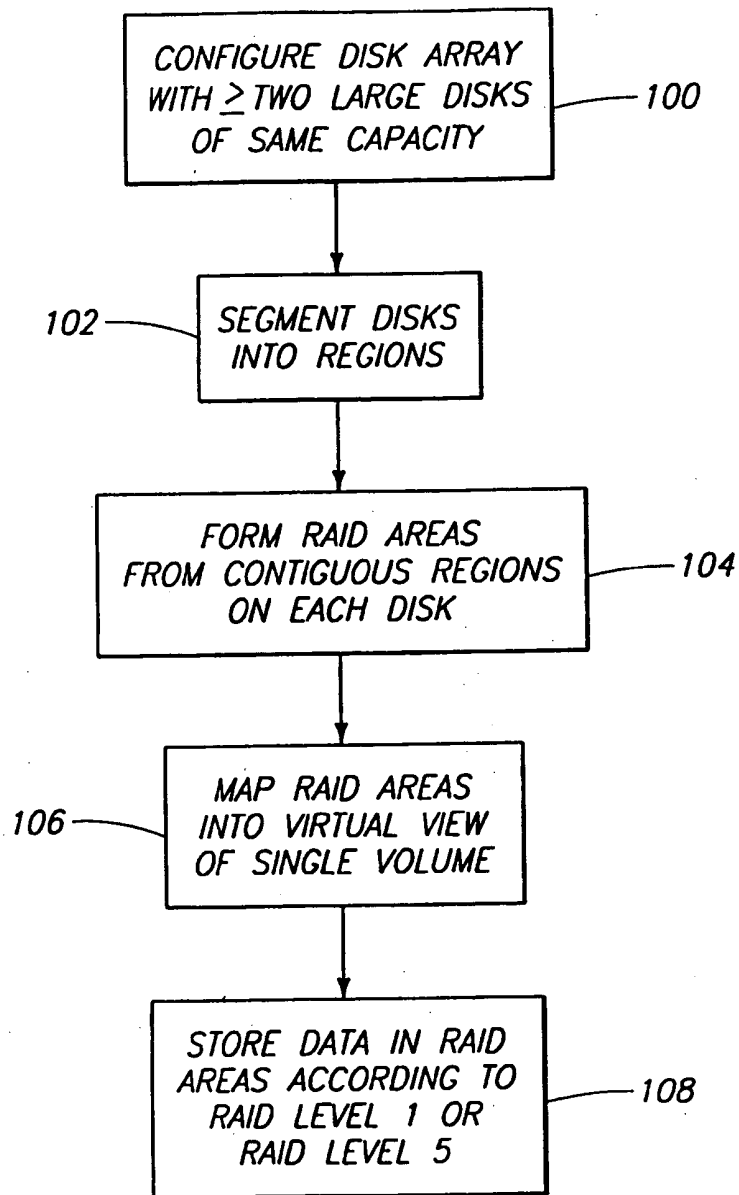 CONFIGURE DISK ARRAY
WITH ≥ TWO LARGE DISKS
OF SAME CAPACITY
100
102
SEGMENT DISKS
INTO REGIONS
FORM RAID AREAS
FROM CONTIGUOUS REGIONS
ON EACH DISK
104
106
MAP RAID AREAS
INTO VIRTUAL VIEW
OF SINGLE VOLUME
STORE DATA IN RAID
AREAS ACCORDING TO
RAID LEVEL 1 OR
RAID LEVEL 5
108